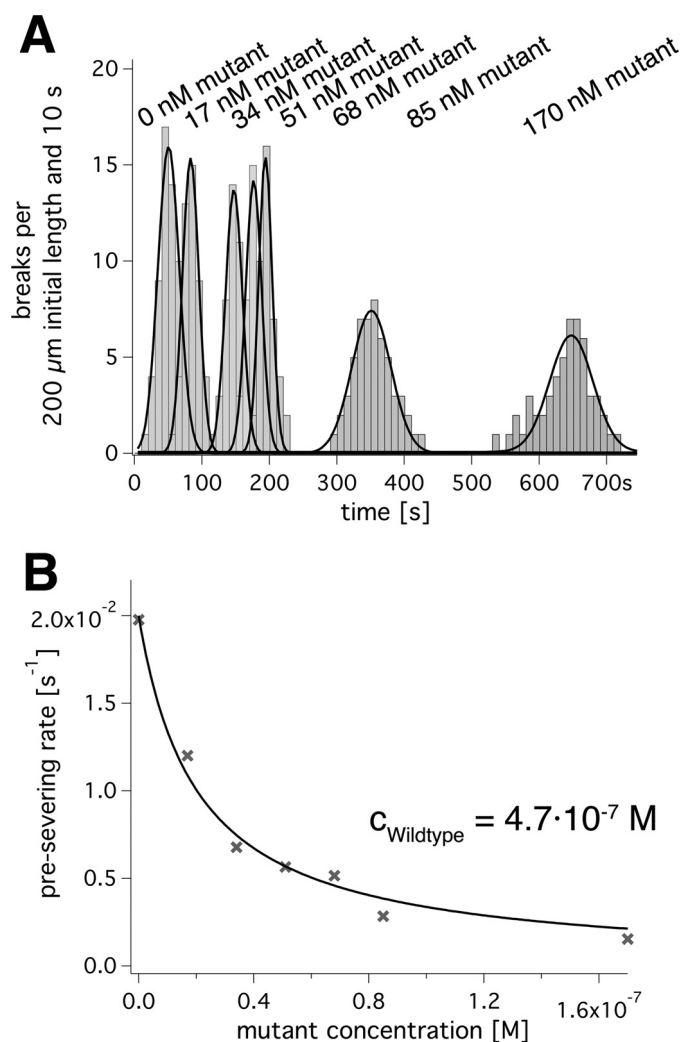 A
0 nM mutant
17 nM mutant
34 nM mutant
51 nM mutant
68 nM mutant
85 nM mutant
170 nM mutant
breaks per
200 µm initial length and 10 s
20
15
10
5
0
0 100 200 300 400 500 600 700s
time [s]
B
pre-severing rate [s⁻¹]
2.0x10⁻²
1.5
1.0
0.5
0.0
c_Wildtype = 4.7·10⁻⁷ M
0.0 0.4 0.8 1.2 1.6x10⁻⁷
mutant concentration [M]